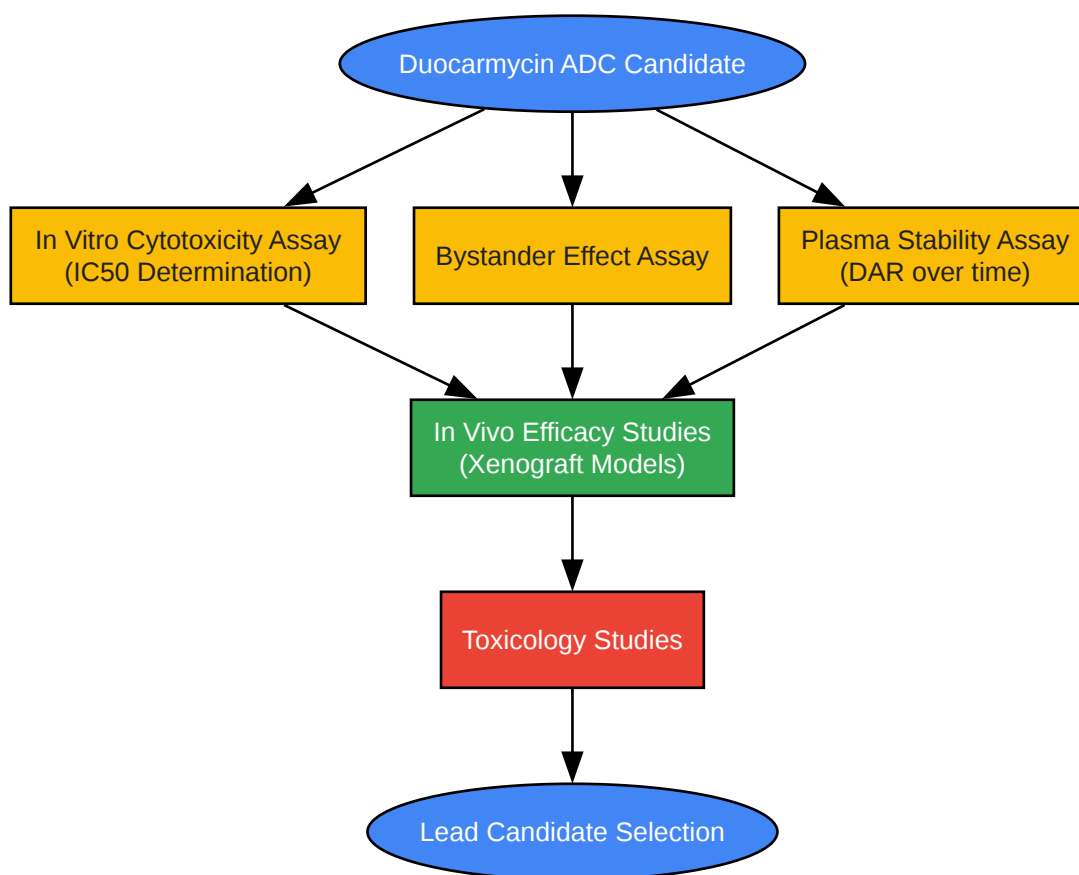 Duocarmycin ADC Candidate
In Vitro Cytotoxicity Assay
(IC50 Determination)
Bystander Effect Assay
Plasma Stability Assay
(DAR over time)
In Vivo Efficacy Studies
(Xenograft Models)
Toxicology Studies
Lead Candidate Selection